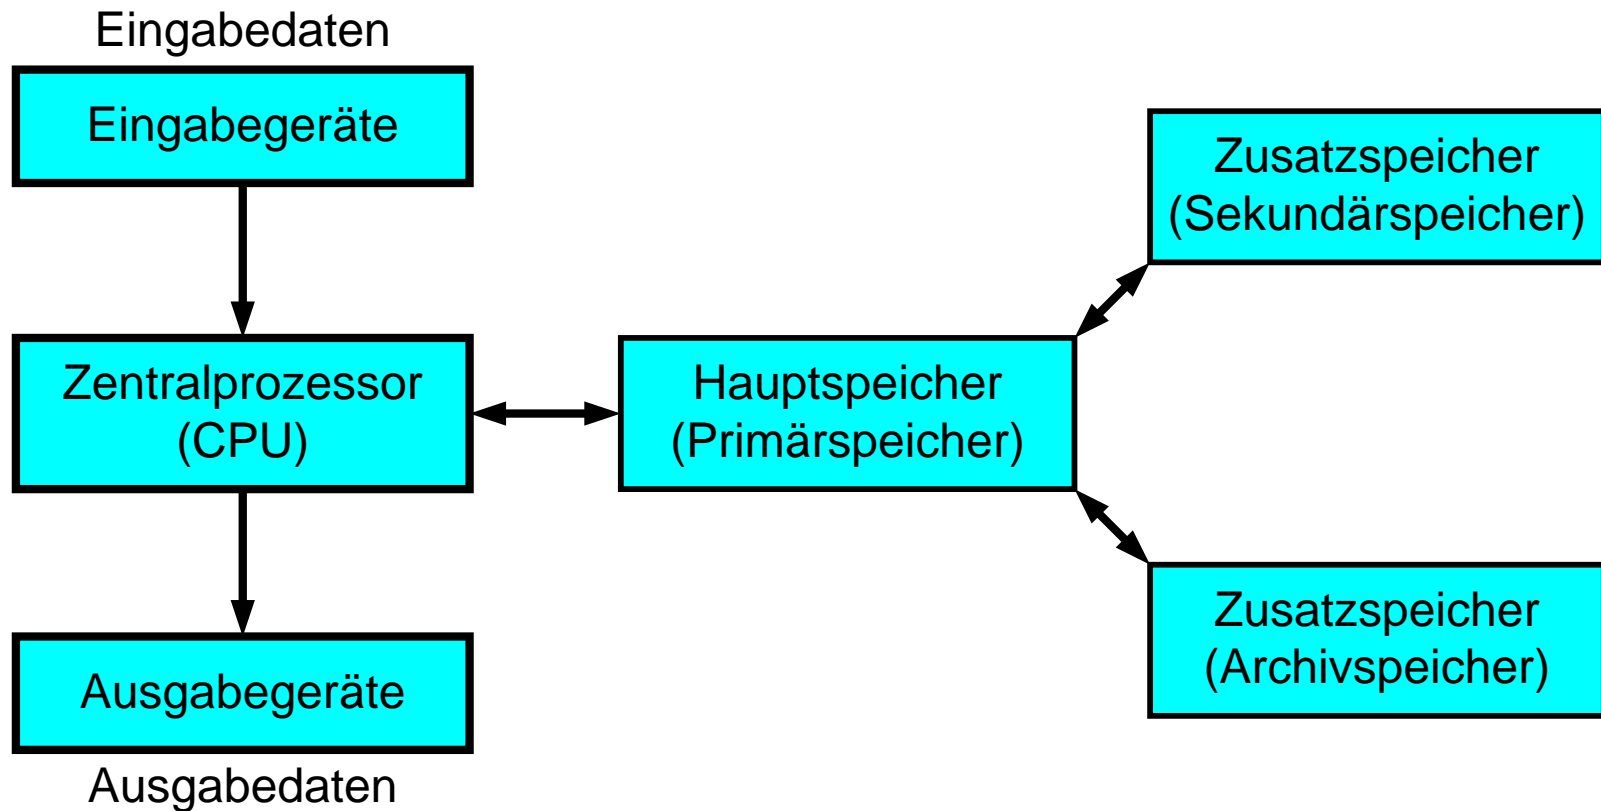 Eingabedaten
Eingabegeräte
Zentralprozessor
(CPU)
Ausgabegeräte
Ausgabedaten
Hauptspeicher
(Primärspeicher)
Zusatzspeicher
(Sekundärspeicher)
Zusatzspeicher
(Archivspeicher)